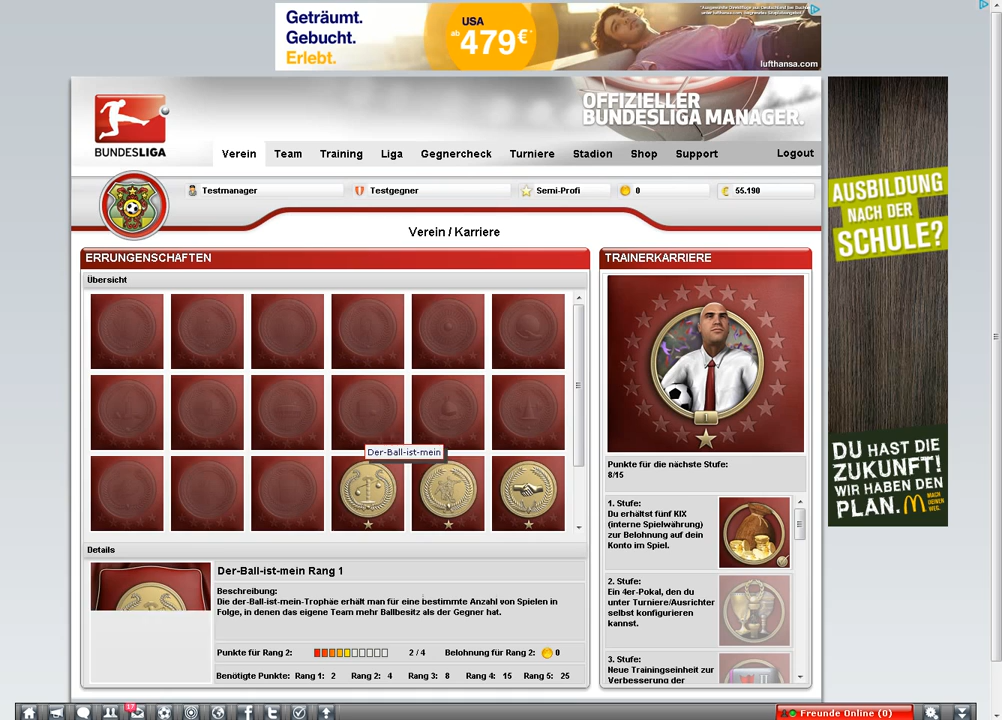 Geträumt.
Gebucht.
Erlebt.
USA
ab 479€*
lufthansa.com
BUNDESLIGA
OFFIZIELLER
BUNDESLIGA MANAGER.
Verein Team Training Liga Gegnercheck Turniere Stadion Shop Support Logout
Testmanager Testgegner Semi-Profi 0 € 55.190
Verein / Karriere
ERRUNGENSCHAFTEN
Übersicht
Der-Ball-ist-mein
Details
Der-Ball-ist-mein Rang 1
Beschreibung:
Die der-Ball-ist-mein-Trophäe erhält man für eine bestimmte Anzahl von Spielen in
Folge, in denen das eigene Team mehr Ballbesitz als der Gegner hat.
Punkte für Rang 2: 2 / 4 Belohnung für Rang 2: 0
Benötigte Punkte: Rang 1: 2 Rang 2: 4 Rang 3: 8 Rang 4: 15 Rang 5: 25
TRAINERKARRIERE
1
Punkte für die nächste Stufe:
8/15
1. Stufe:
Du erhältst fünf KIX
(interne Spielwährung)
zur Belohnung auf dein
Konto im Spiel.
2. Stufe:
Ein 4er-Pokal, den du
unter Turniere/Ausrichter
selbst konfigurieren
kannst.
3. Stufe:
Neue Trainingseinheit zur
Verbesserung der
AUSBILDUNG
NACH DER
SCHULE?
DU HAST DIE
ZUKUNFT!
WIR HABEN DEN
PLAN.
MACH
DEINEN
WEG.
17
Freunde Online (0)